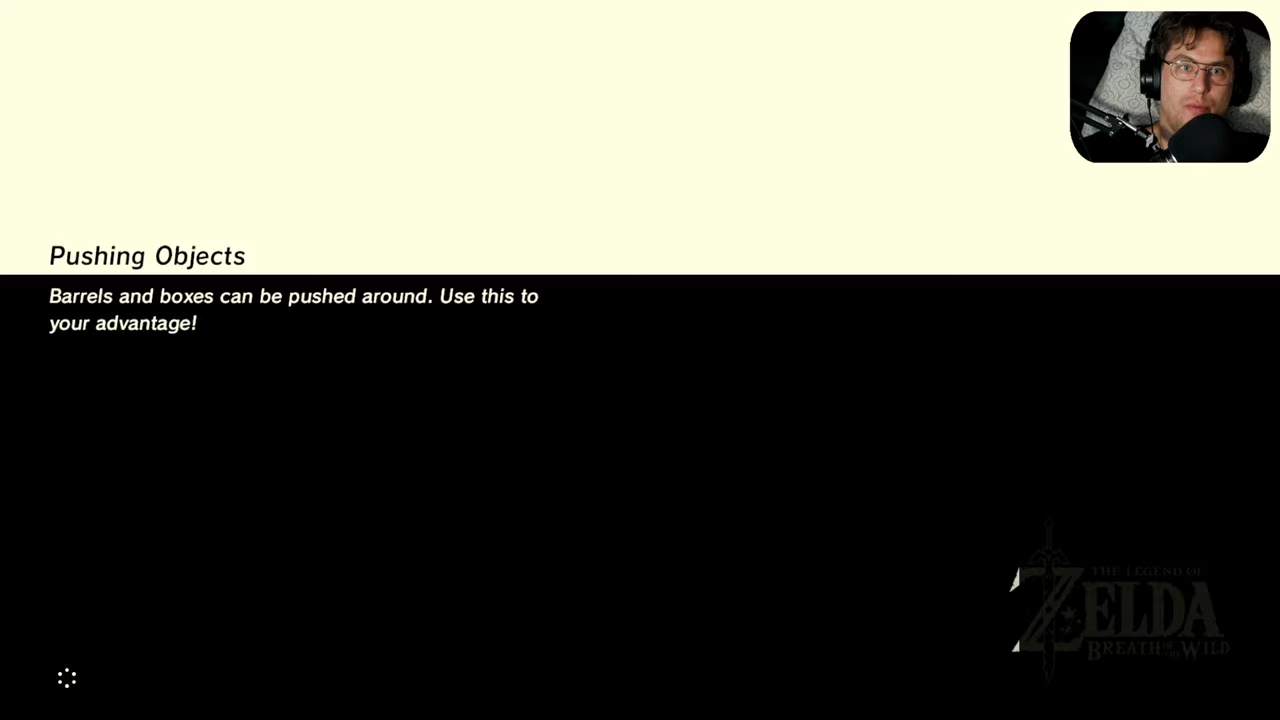 Pushing Objects
Barrels and boxes can be pushed around. Use this to
your advantage!
THE LEGEND OF
ZELDA
BREATH OF THE WILD